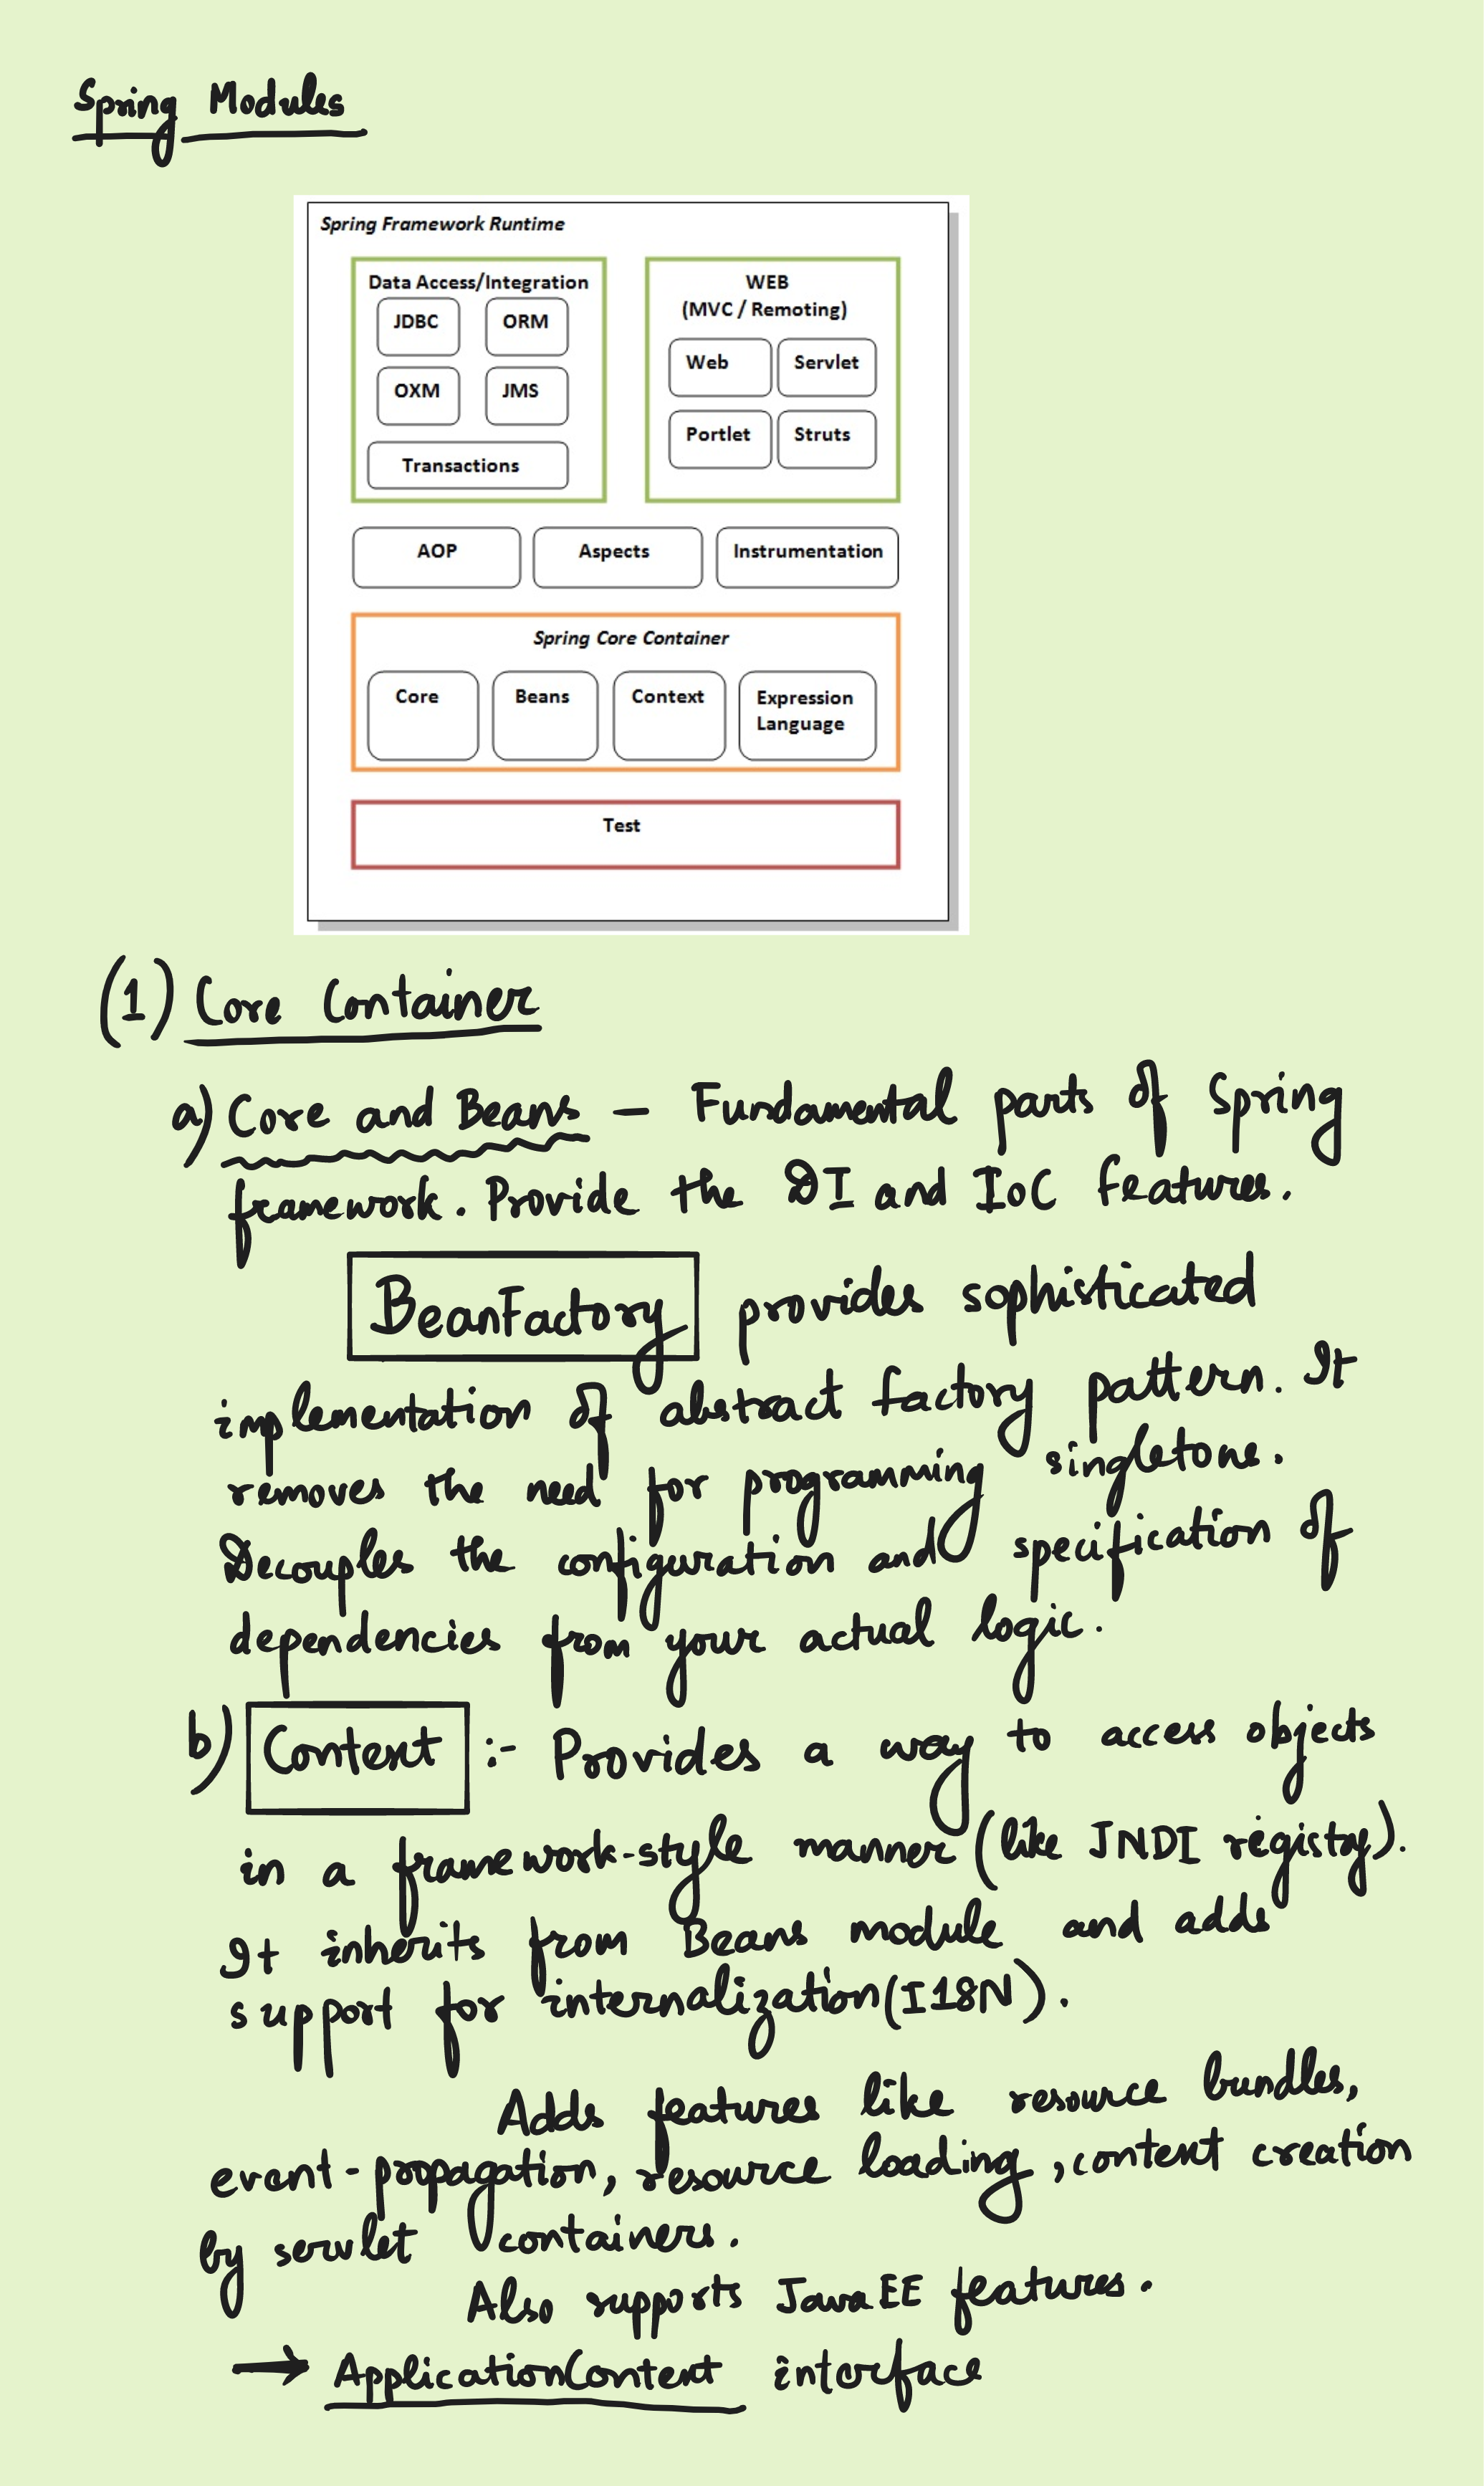 Spring Modules
Spring Framework Runtime
Data Access/Integration
JDBC ORM
OXM JMS
Transactions
WEB
(MVC / Remoting)
Web Servlet
Portlet Struts
AOP Aspects Instrumentation
Spring Core Container
Core Beans Context Expression
Language
Test
(1) Core Container
a) Core and Beans — Fundamental parts of Spring
framework. Provide the DI and IoC features.
BeanFactory provides sophisticated
implementation of abstract factory pattern. It
removes the need for programming singletons.
Decouples the configuration and specification of
dependencies from your actual logic.
b) Context :- Provides a way to access objects
in a framework-style manner (like JNDI registry).
It inherits from Beans module and adds
support for internalization (I18N).
Adds features like resource bundles,
event-propagation, resource loading, context creation
by servlet containers.
Also supports JavaEE features.
→ ApplicationContext interface